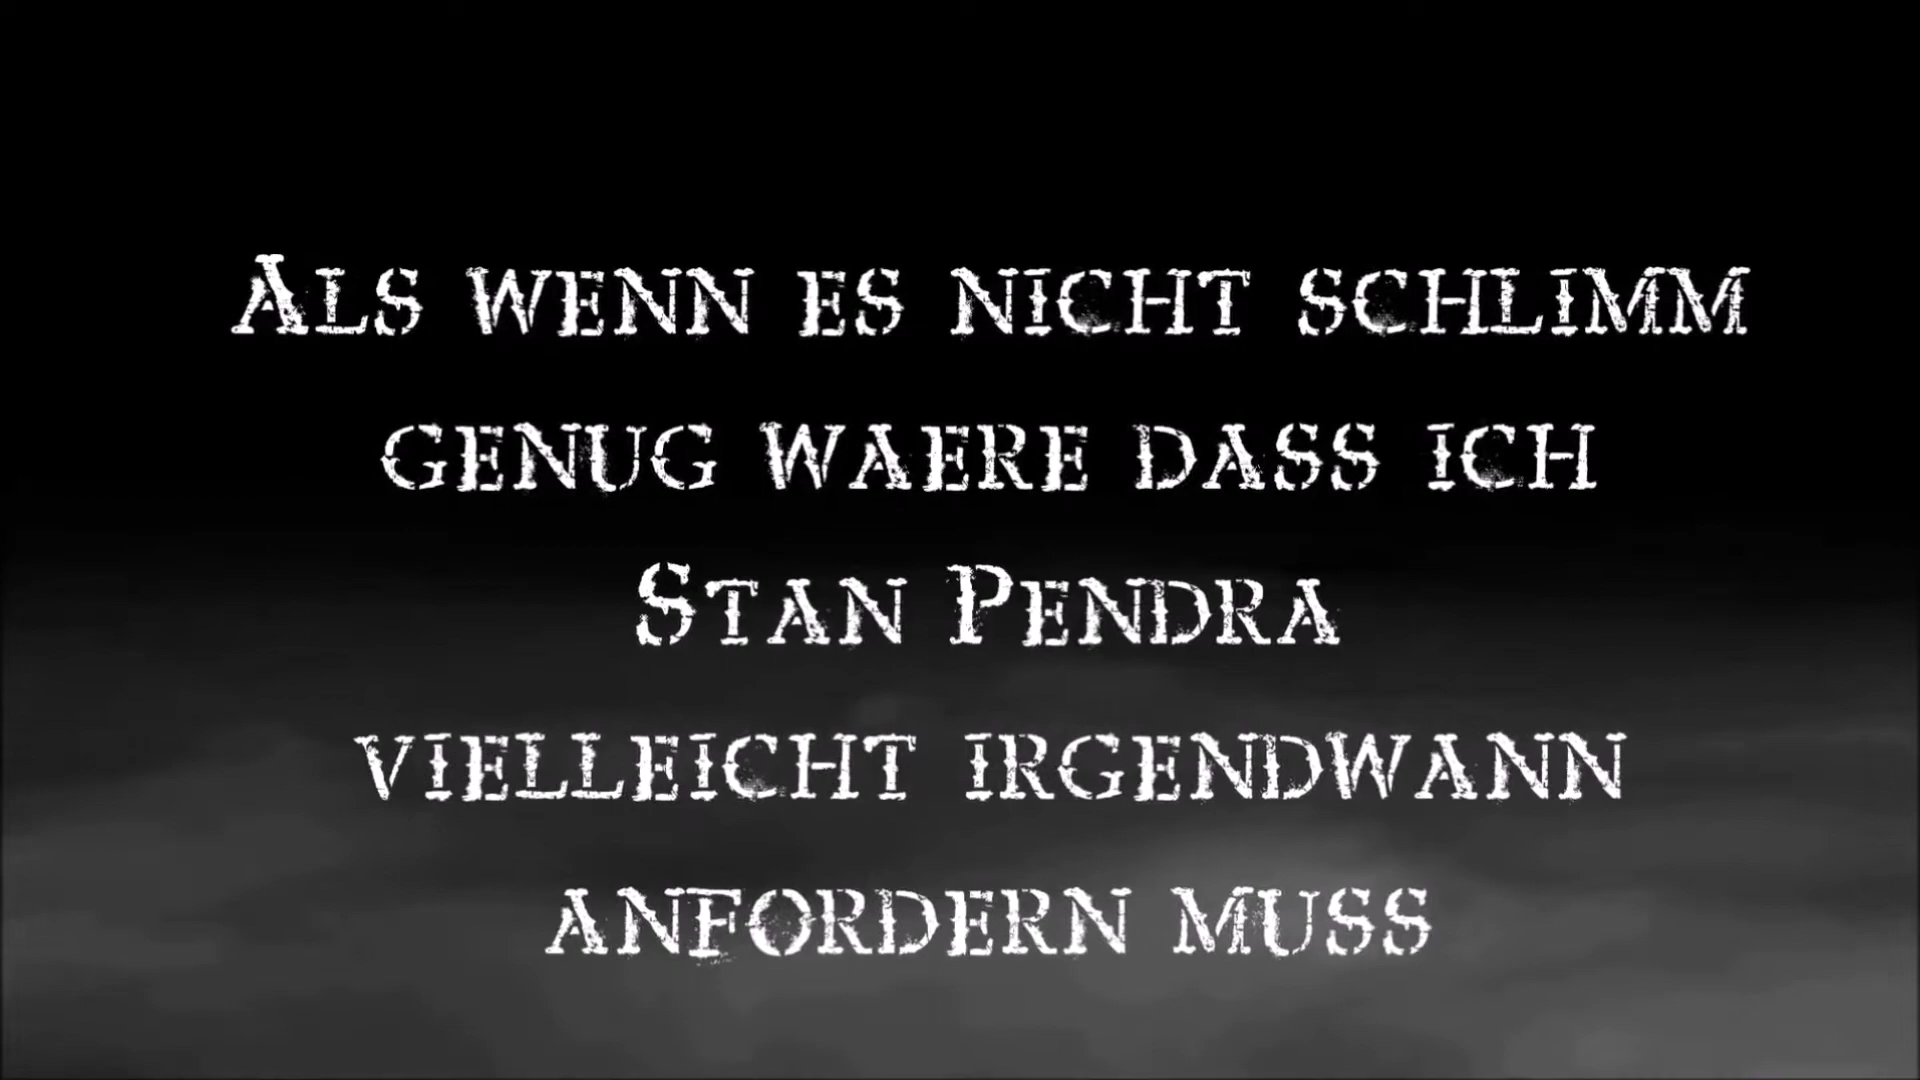 Als wenn es nicht schlimm
genug waere dass ich
Stan Pendra
vielleicht irgendwann
anfordern muss